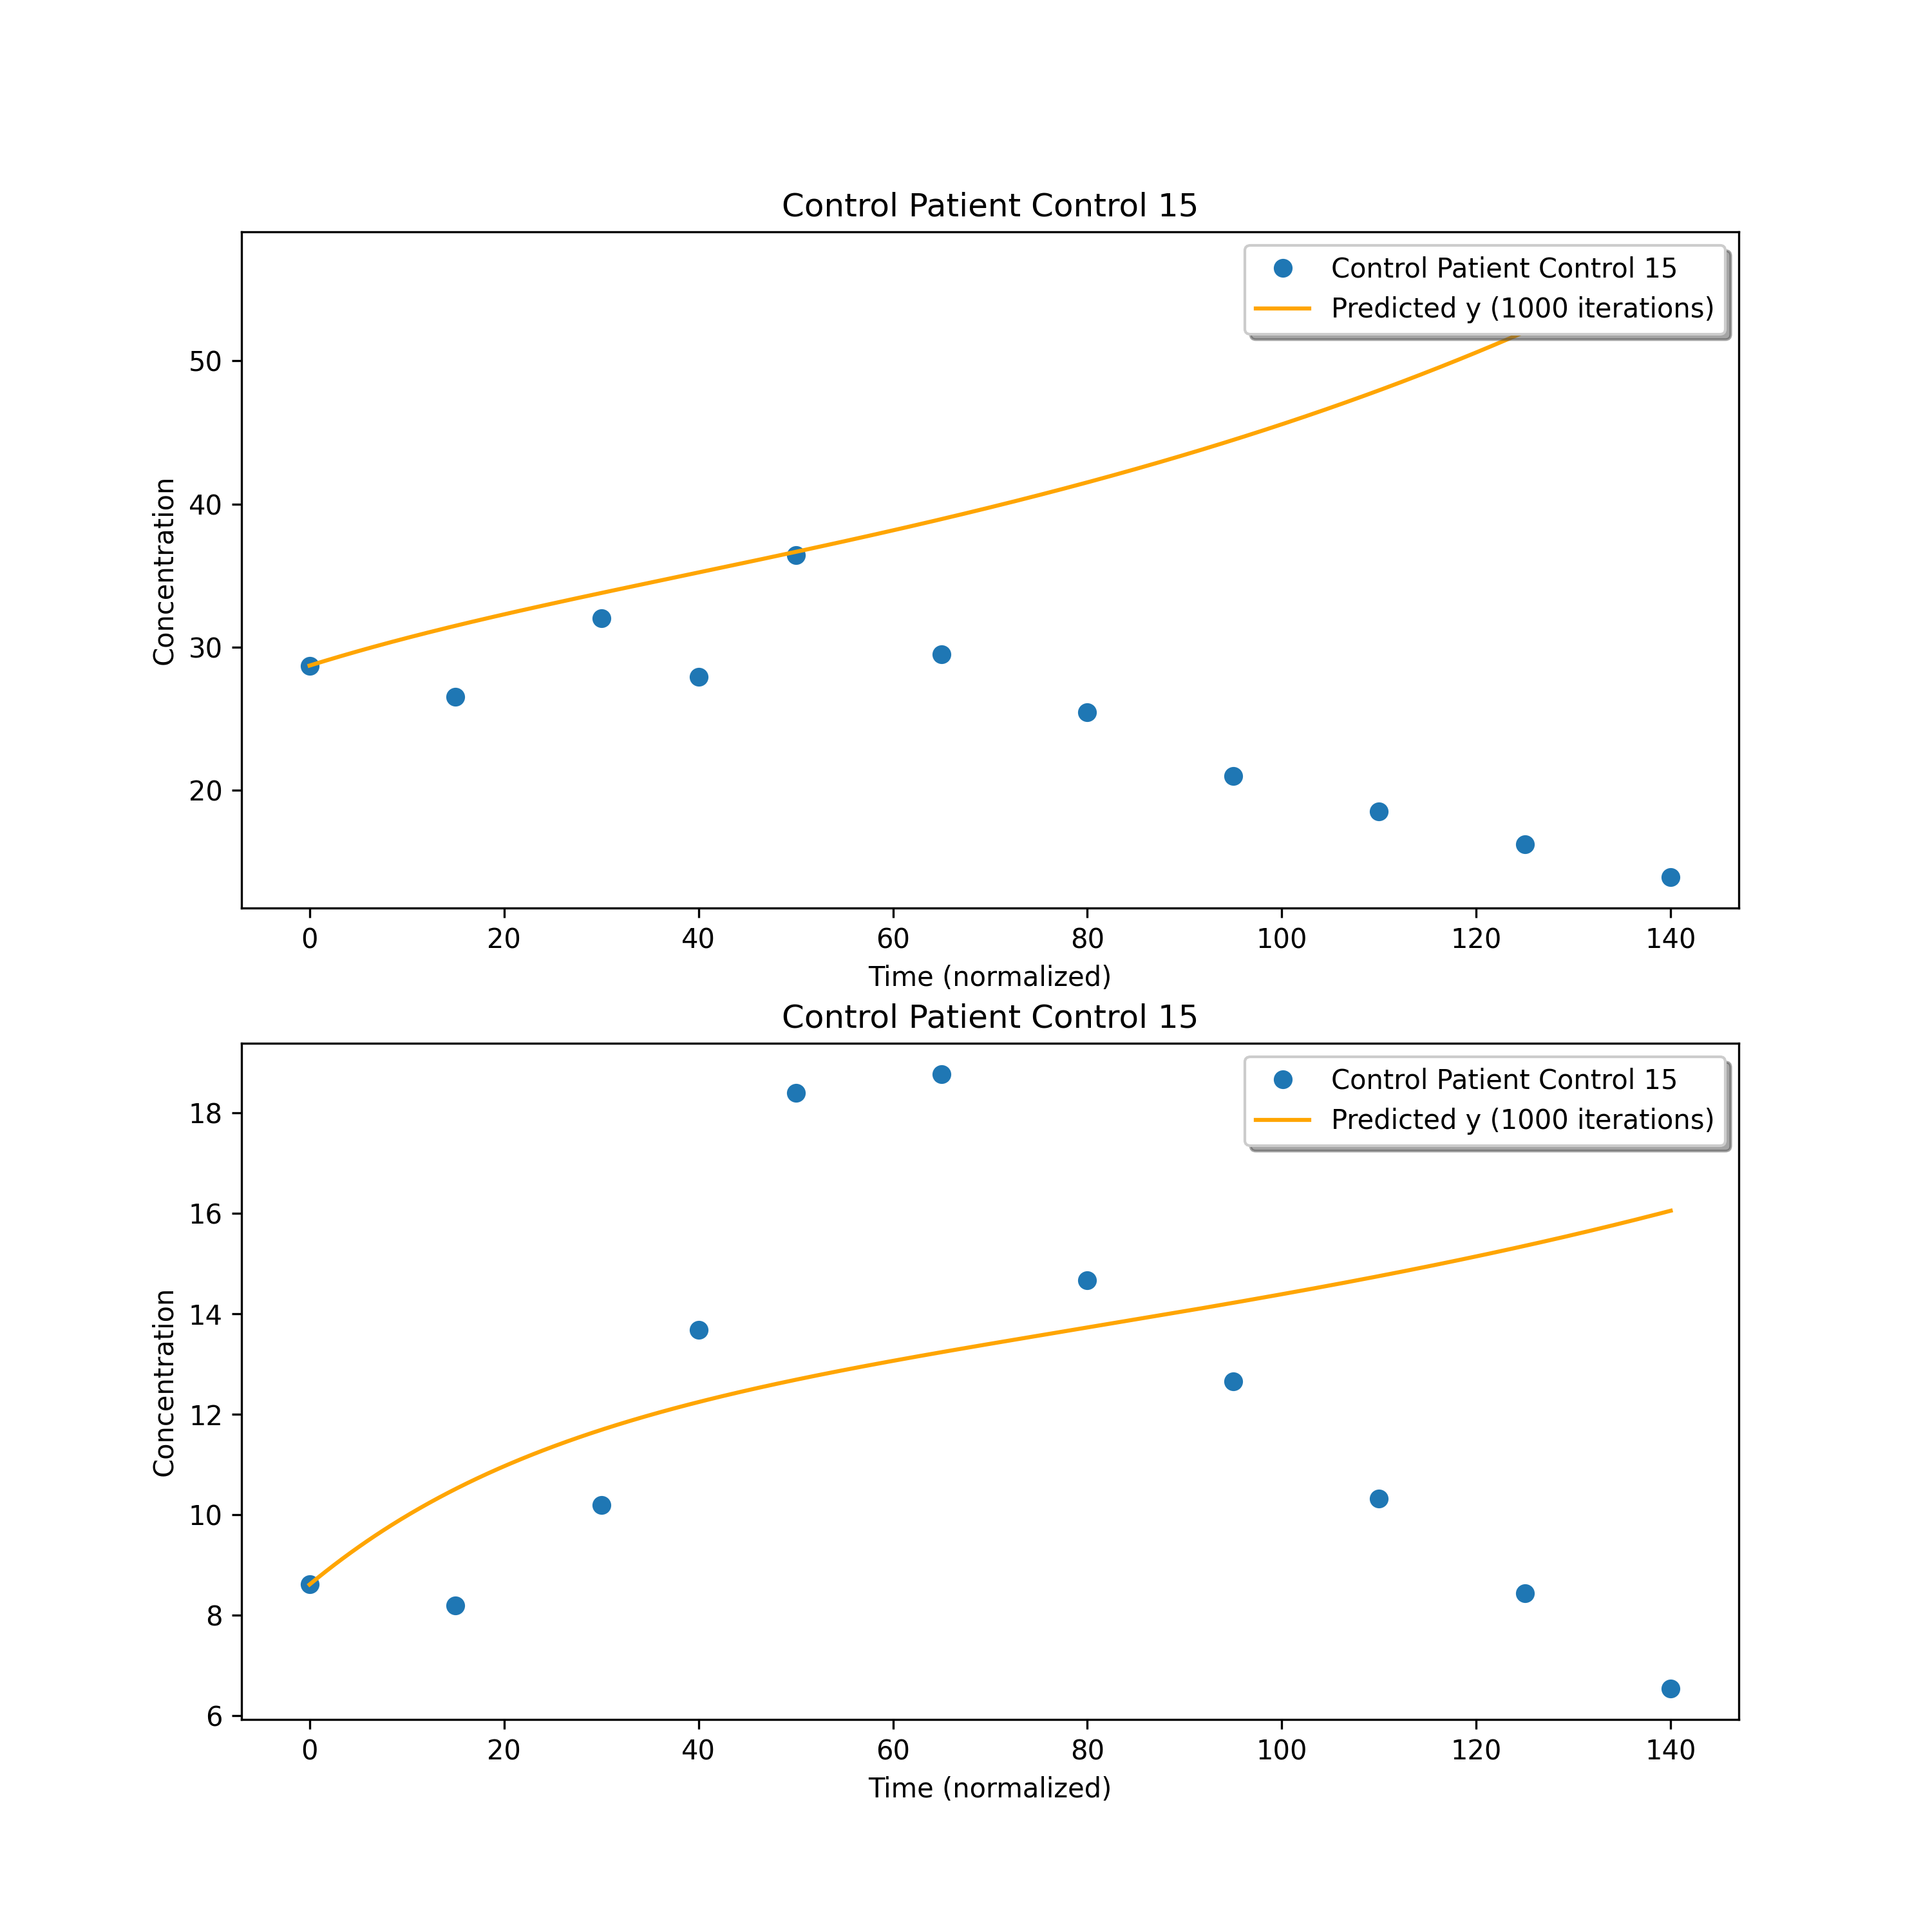 Control Patient Control 15
Control Patient Control 15
Predicted y (1000 iterations)
50
40
30
20
Concentration
0 20 40 60 80 100 120 140
Time (normalized)
Control Patient Control 15
Control Patient Control 15
Predicted y (1000 iterations)
18
16
14
12
10
8
6
Concentration
0 20 40 60 80 100 120 140
Time (normalized)